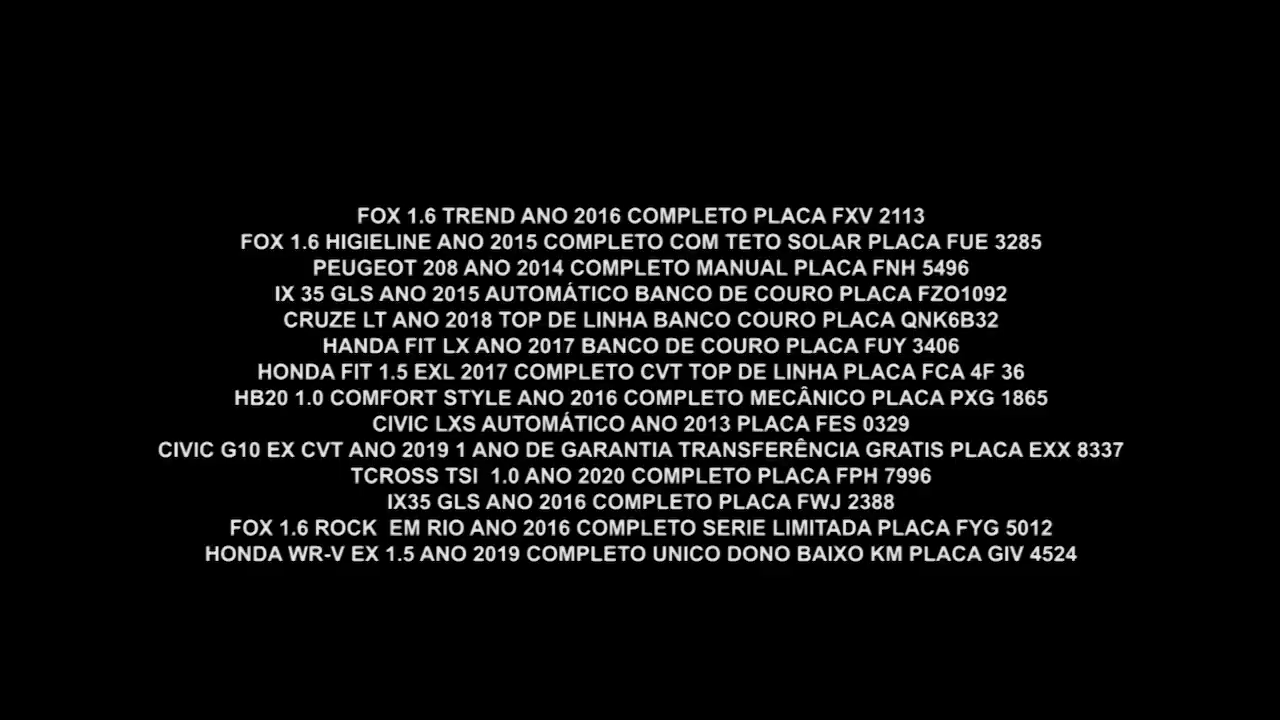 FOX 1.6 TREND ANO 2016 COMPLETO PLACA FXV 2113
FOX 1.6 HIGIELINE ANO 2015 COMPLETO COM TETO SOLAR PLACA FUE 3285
PEUGEOT 208 ANO 2014 COMPLETO MANUAL PLACA FNH 5496
IX 35 GLS ANO 2015 AUTOMÁTICO BANCO DE COURO PLACA FZO1092
CRUZE LT ANO 2018 TOP DE LINHA BANCO COURO PLACA QNK6B32
HANDA FIT LX ANO 2017 BANCO DE COURO PLACA FUY 3406
HONDA FIT 1.5 EXL 2017 COMPLETO CVT TOP DE LINHA PLACA FCA 4F 36
HB20 1.0 COMFORT STYLE ANO 2016 COMPLETO MECÂNICO PLACA PXG 1865
CIVIC LXS AUTOMÁTICO ANO 2013 PLACA FES 0329
CIVIC G10 EX CVT ANO 2019 1 ANO DE GARANTIA TRANSFERÊNCIA GRATIS PLACA EXX 8337
TCROSS TSI  1.0 ANO 2020 COMPLETO PLACA FPH 7996
IX35 GLS ANO 2016 COMPLETO PLACA FWJ 2388
FOX 1.6 ROCK  EM RIO ANO 2016 COMPLETO SERIE LIMITADA PLACA FYG 5012
HONDA WR-V EX 1.5 ANO 2019 COMPLETO UNICO DONO BAIXO KM PLACA GIV 4524